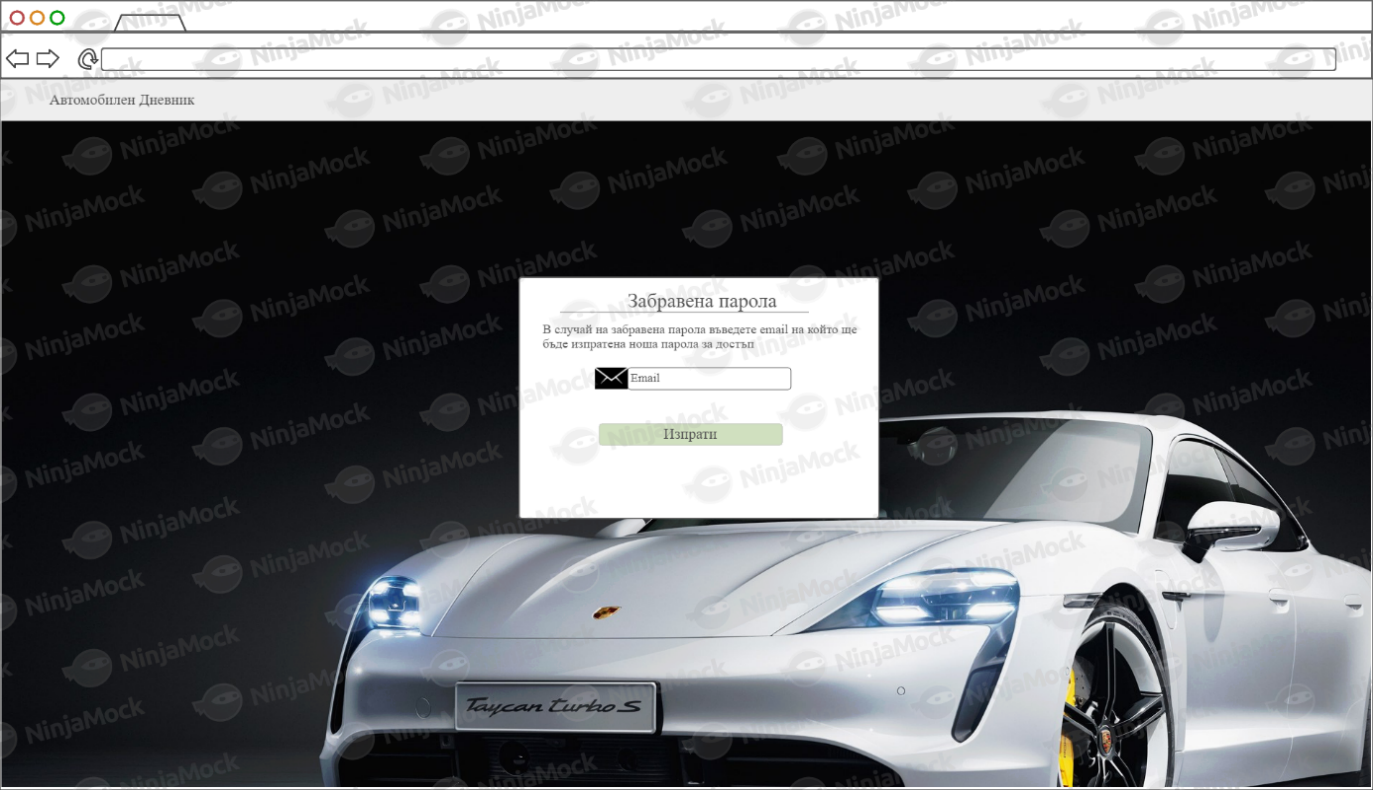 Автомобилен Дневник
Забравена парола
В случай на забравена парола въведете email на който ще
бъде изпратена ноша парола за достъп
Email
Изпрати
Taycan turbo S
NinjaMock